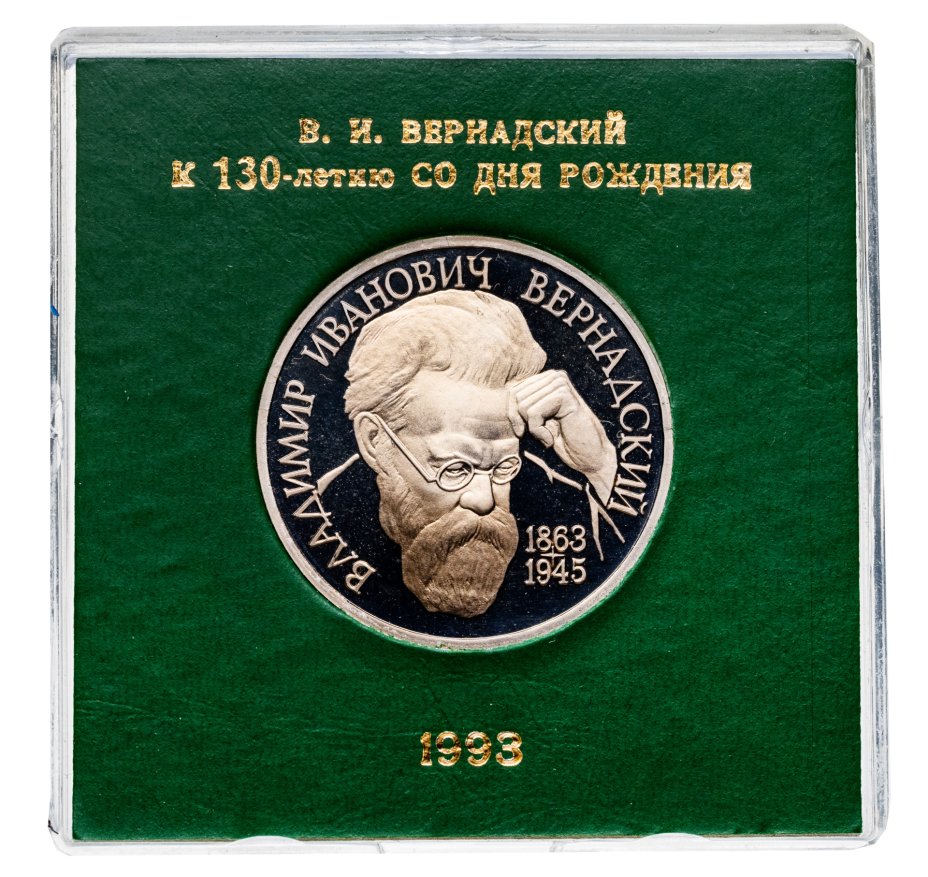 В. И. ВЕРНАДСКИЙ
К 130-летию СО ДНЯ РОЖДЕНИЯ
ВЛАДИМИР ИВАНОВИЧ ВЕРНАДСКИЙ
1863
1945
1993